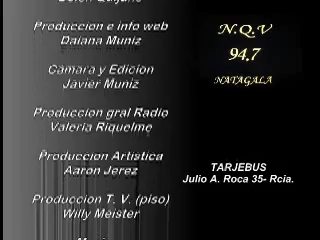 Produccion e info web
Daiana Muniz
Camara y Edicion
Javier Muniz
Produccion gral Radio
Valeria Riquelme
Produccion Artistica
Aaron Jerez
Produccion T. V. (piso)
Willy Meister
N.Q.V
94.7
NATAGALA
TARJEBUS
Julio A. Roca 35- Rcia.